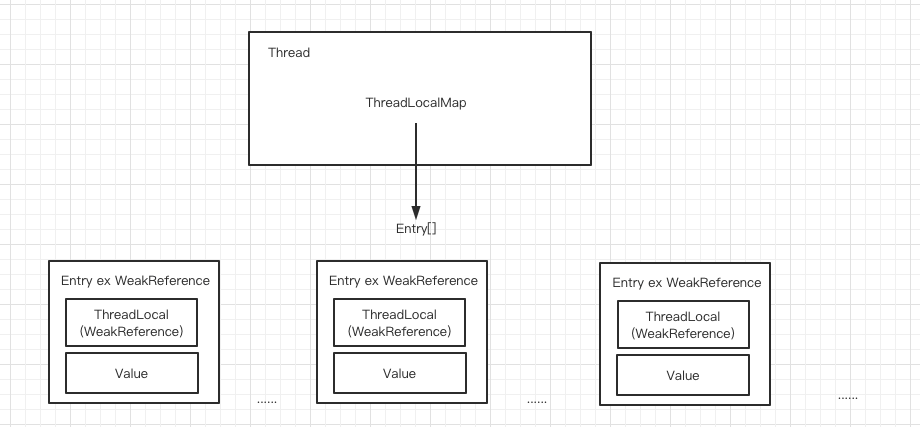 Thread
ThreadLocalMap
Entry[]
Entry ex WeakReference
ThreadLocal
(WeakReference)
Value
......
Entry ex WeakReference
ThreadLocal
(WeakReference)
Value
......
Entry ex WeakReference
ThreadLocal
(WeakReference)
Value
......